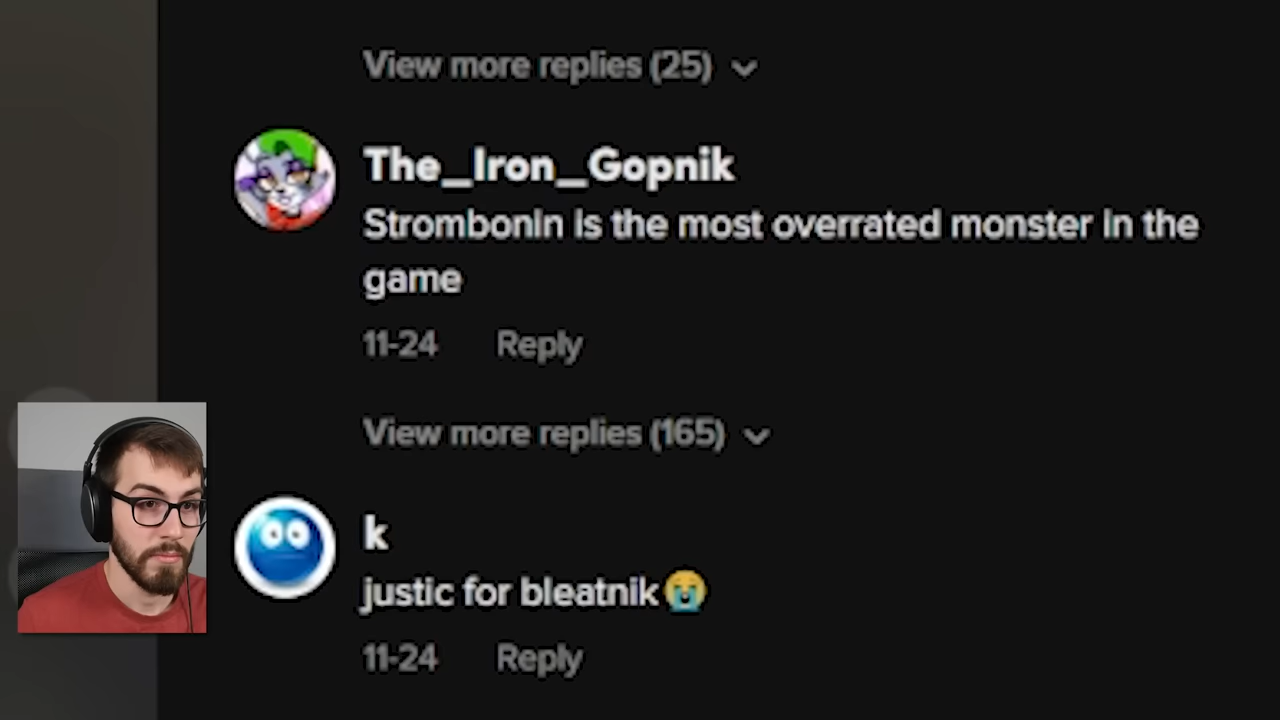 View more replies (25)
The_Iron_Gopnik
Strombonin is the most overrated monster in the
game
11-24 Reply
View more replies (165)
k
justic for bleatnik😭
11-24 Reply